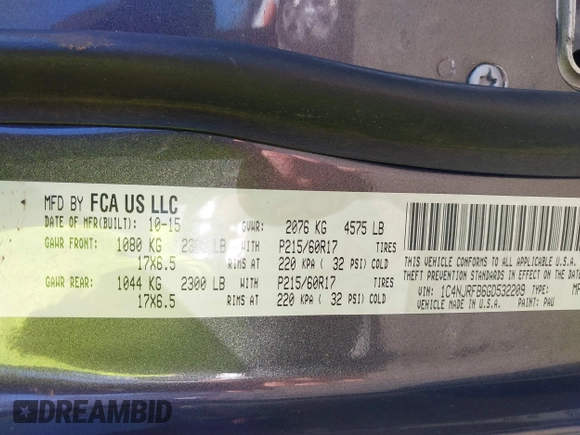 MFD BY FCA US LLC
DATE OF MFR(BUILT): 10-15 GVWR: 2076 KG 4575 LB
GAWR FRONT: 1080 KG LB WITH P215/60R17 TIRES
17X6.5 RIMS AT 220 KPA ( 32 PSI) COLD
GAWR REAR: 1044 KG 2300 LB WITH P215/60R17 TIRES
17X6.5 RIMS AT 220 KPA ( 32 PSI) COLD
THIS VEHICLE CONFORMS TO ALL APPLICABLE
THEFT PREVENTION STANDARDS IN EFFECT ON THE
VIN: 1C4NJRFB6GD532209 TYPE:
VEHICLE MADE IN U.S.A. PAINT: PAU
DREAMBID